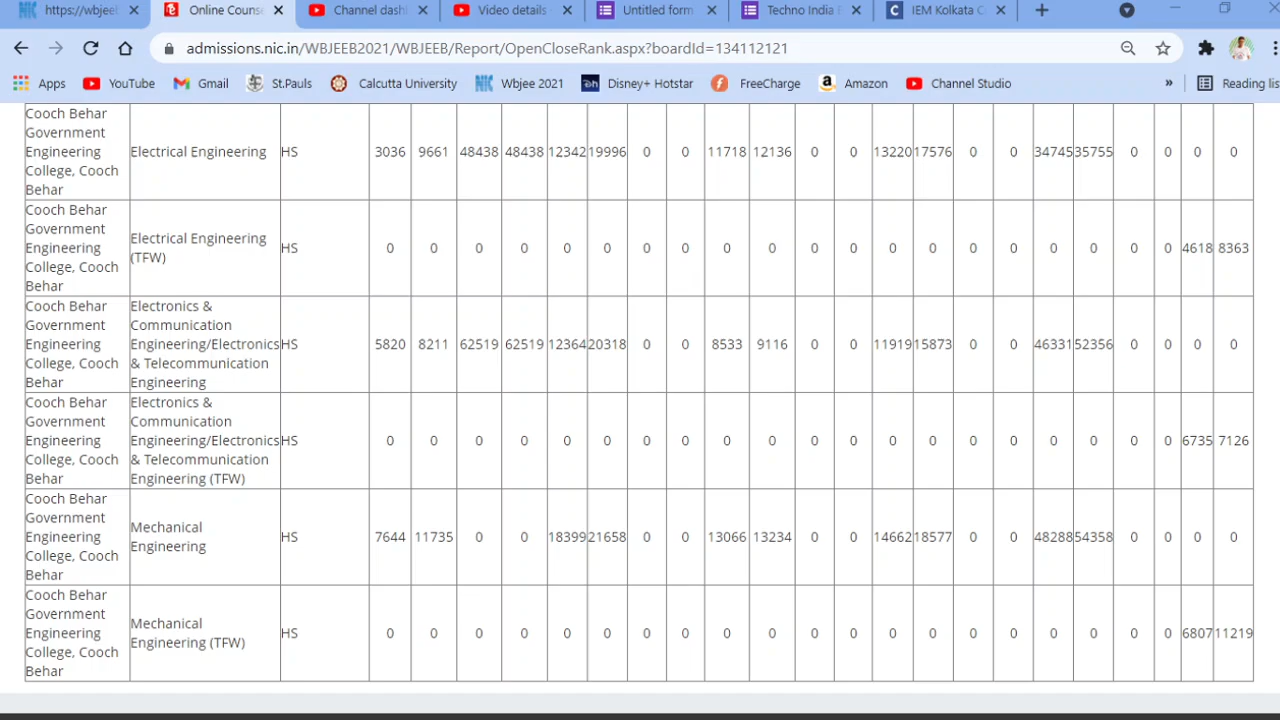 https://wbjeeb
Online Couns
Channel dash
Video details
Untitled form
Techno India
IEM Kolkata
admissions.nic.in/WBJEEB2021/WBJEEB/Report/OpenCloseRank.aspx?boardId=134112121
Apps YouTube Gmail St.Pauls Calcutta University Wbjee 2021 Disney+ Hotstar FreeCharge Amazon Channel Studio » Reading list
Cooch Behar
Government
Engineering
College, Cooch
Behar
Electrical Engineering
HS
3036 9661 48438 48438 12342 19996 0 0 11718 12136 0 0 13220 17576 0 0 34745 35755 0 0 0 0
Cooch Behar
Government
Engineering
College, Cooch
Behar
Electrical Engineering
(TFW)
HS
0 0 0 0 0 0 0 0 0 0 0 0 0 0 0 0 0 0 0 0 4618 8363
Cooch Behar
Government
Engineering
College, Cooch
Behar
Electronics &
Communication
Engineering/Electronics
& Telecommunication
Engineering
HS
5820 8211 62519 62519 12364 20318 0 0 8533 9116 0 0 11919 15873 0 0 46331 52356 0 0 0 0
Cooch Behar
Government
Engineering
College, Cooch
Behar
Electronics &
Communication
Engineering/Electronics
& Telecommunication
Engineering (TFW)
HS
0 0 0 0 0 0 0 0 0 0 0 0 0 0 0 0 0 0 0 0 6735 7126
Cooch Behar
Government
Engineering
College, Cooch
Behar
Mechanical
Engineering
HS
7644 11735 0 0 18399 21658 0 0 13066 13234 0 0 14662 18577 0 0 48288 54358 0 0 0 0
Cooch Behar
Government
Engineering
College, Cooch
Behar
Mechanical
Engineering (TFW)
HS
0 0 0 0 0 0 0 0 0 0 0 0 0 0 0 0 0 0 0 0 6807 11219